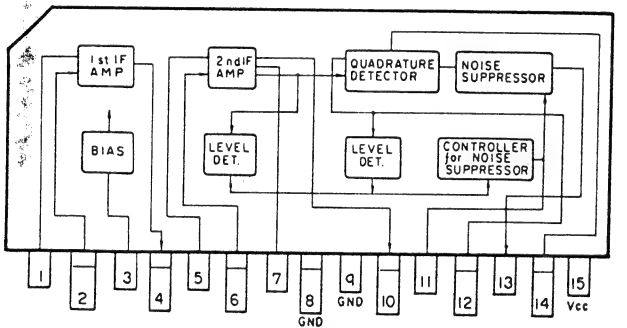 1st IF
AMP
2nd IF
AMP
QUADRATURE
DETECTOR
NOISE
SUPPRESSOR
BIAS
LEVEL
DET.
LEVEL
DET.
CONTROLLER
for NOISE
SUPPRESSOR
1
2
3
4
5
6
7
8
9
10
11
12
13
14
15
GND
GND
Vcc